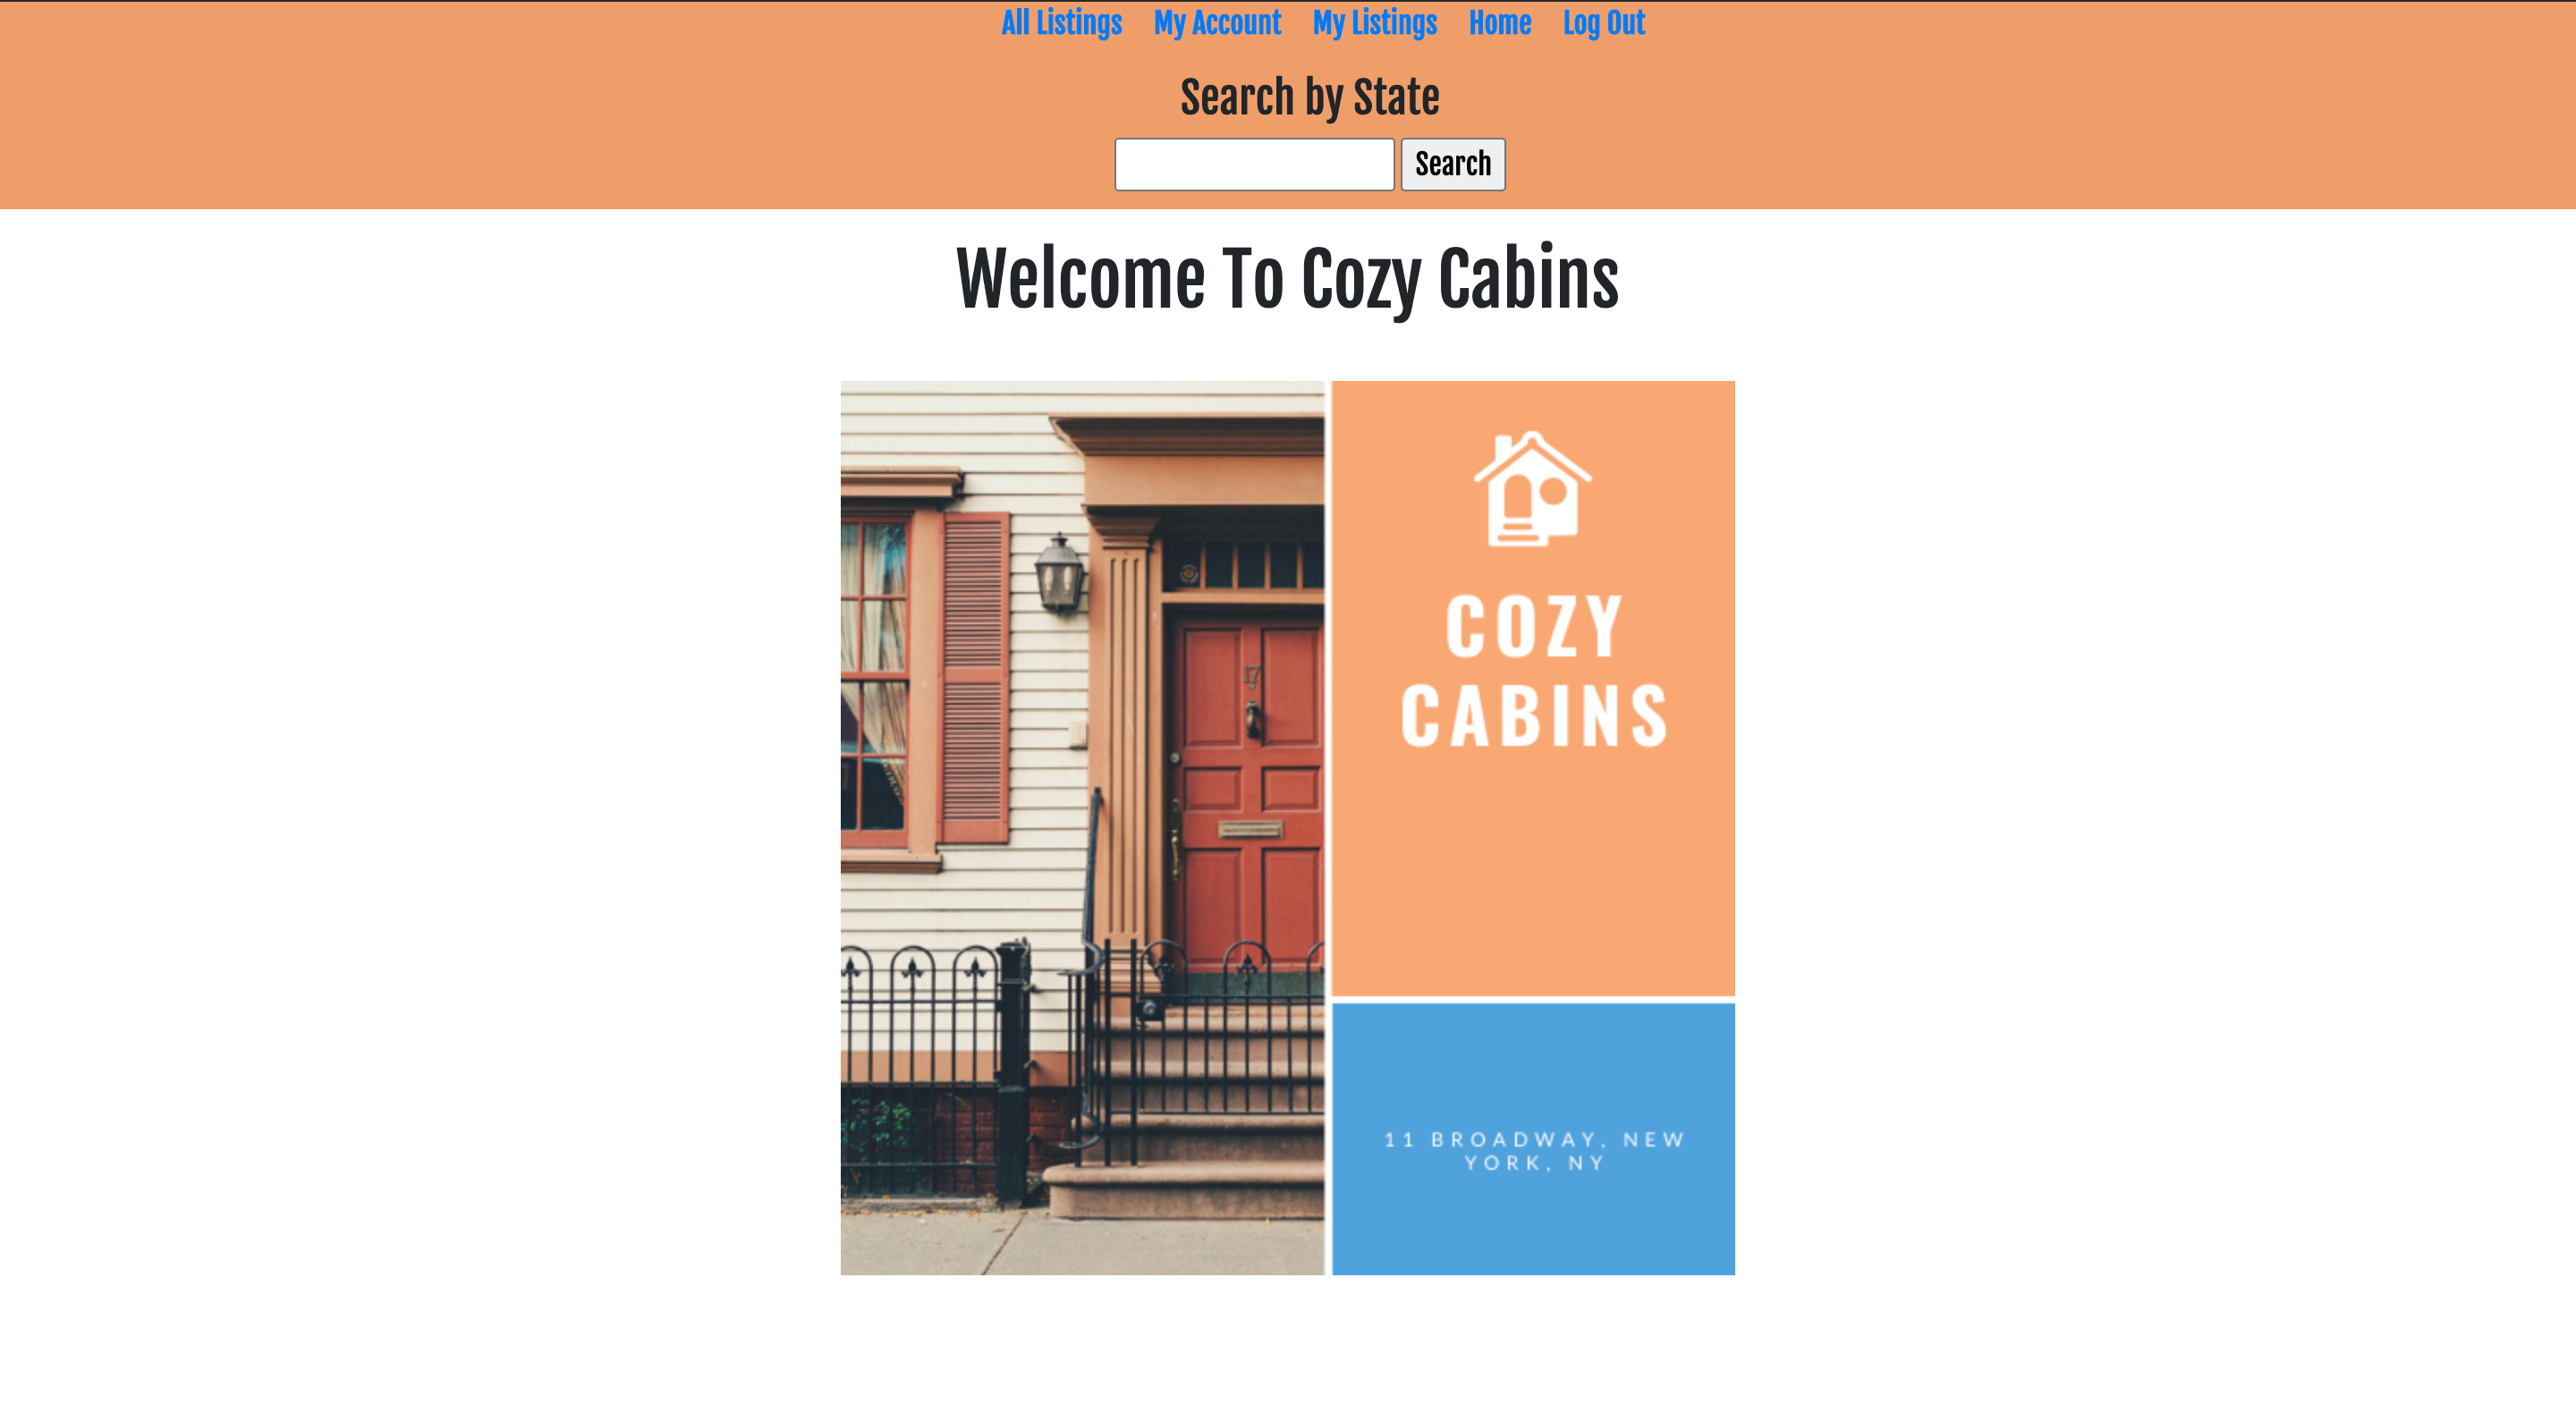 All Listings My Account My Listings Home Log Out
Search by State
Search
Welcome To Cozy Cabins
17
COZY
CABINS
11 BROADWAY, NEW
YORK, NY